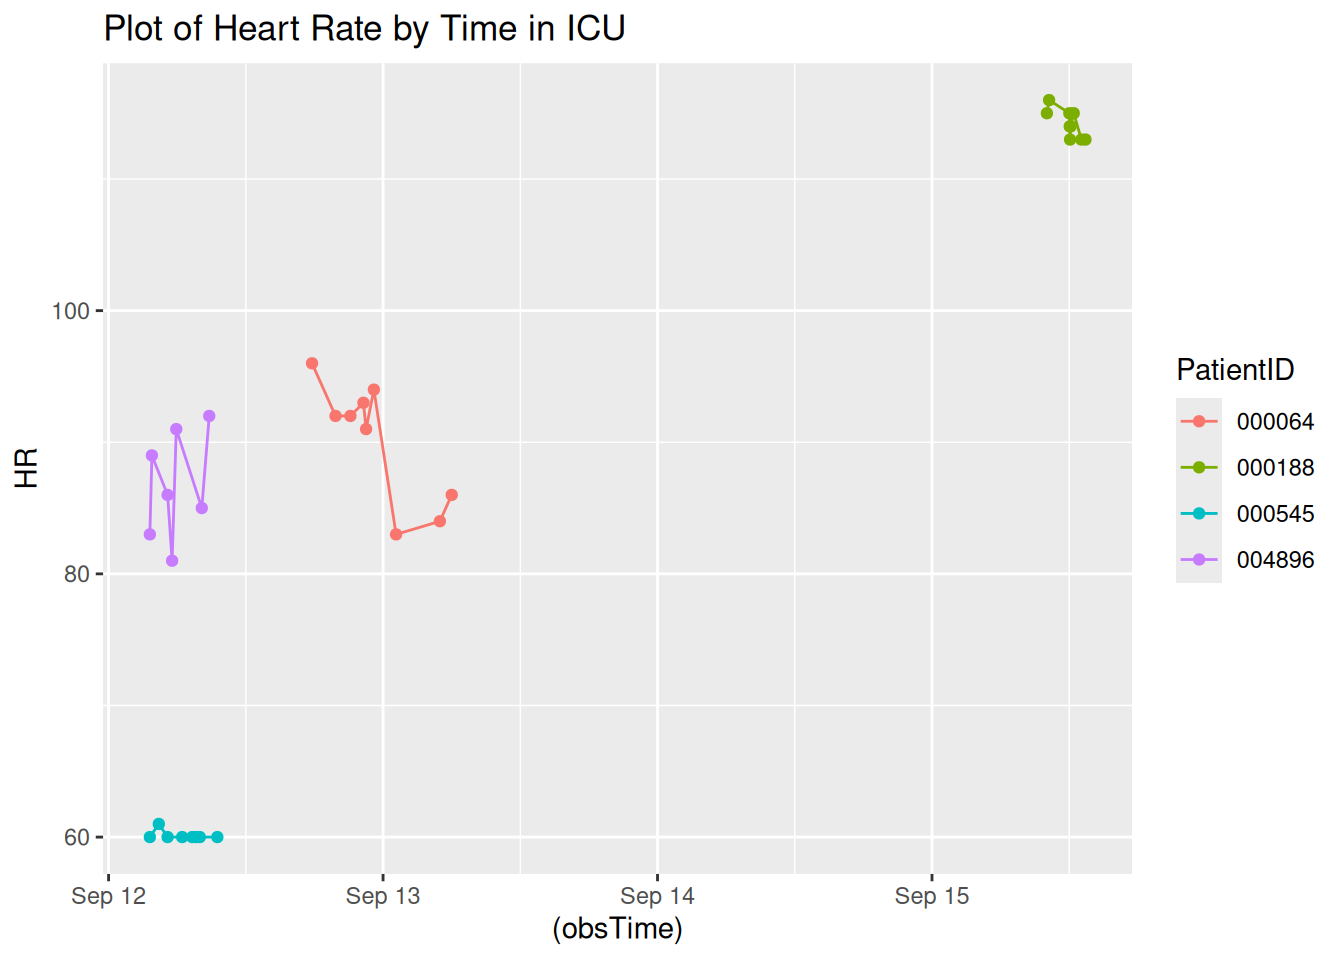 Plot of Heart Rate by Time in ICU
HR
100
80
60
Sep 12
Sep 13
Sep 14
Sep 15
(obsTime)
PatientID
000064
000188
000545
004896